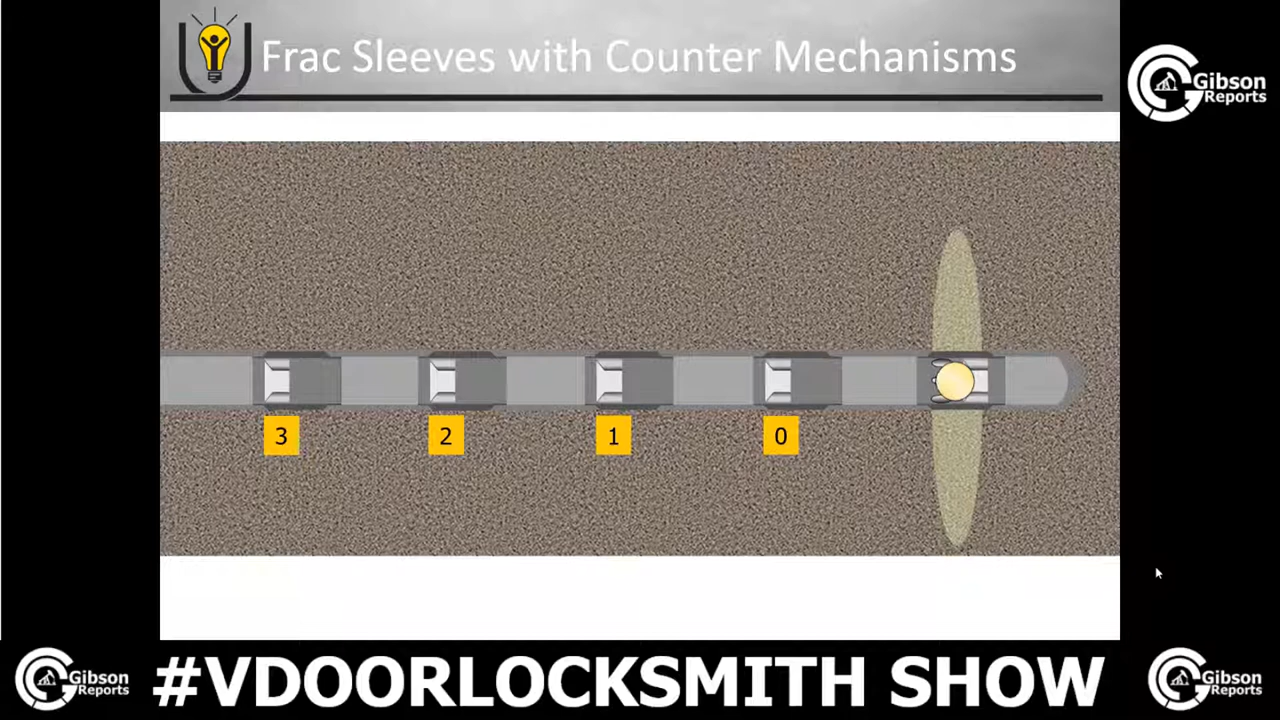 Frac Sleeves with Counter Mechanisms
Gibson
Reports
3
2
1
0
Gibson
Reports
#VDOORLOCKSMITH SHOW
Gibson
Reports